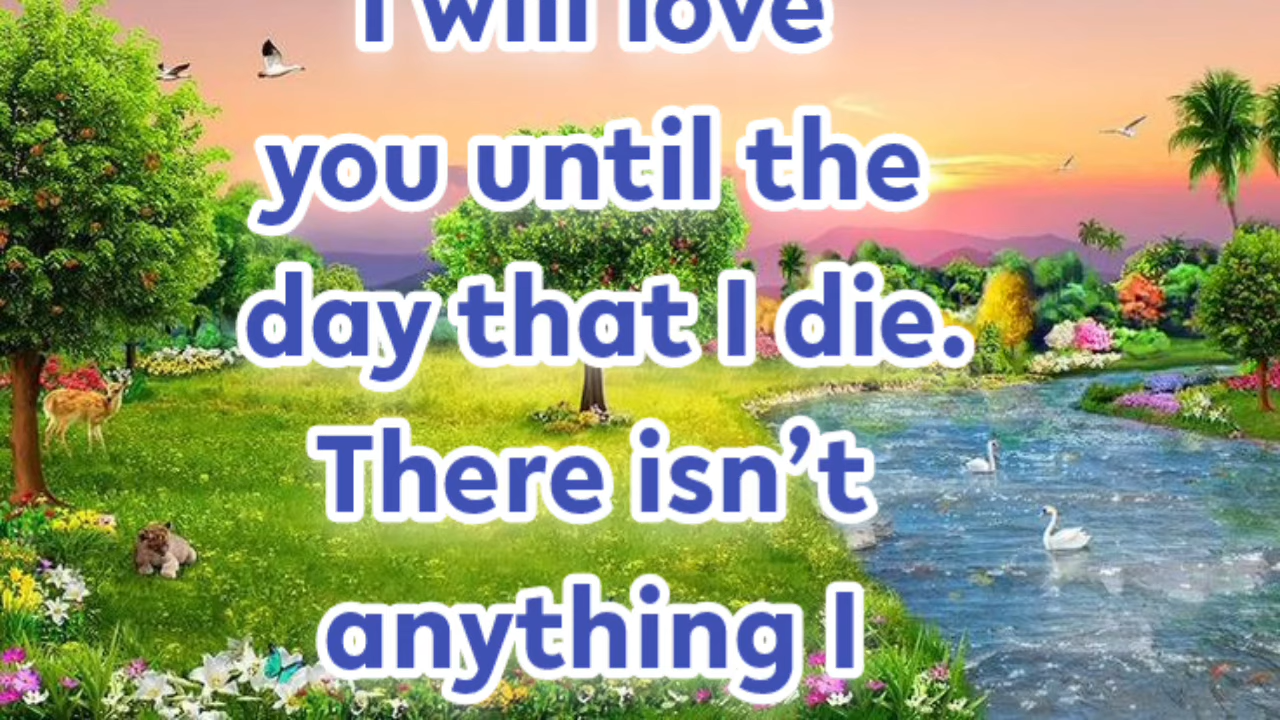 I will love
you until the
day that I die.
There isn’t
anything I